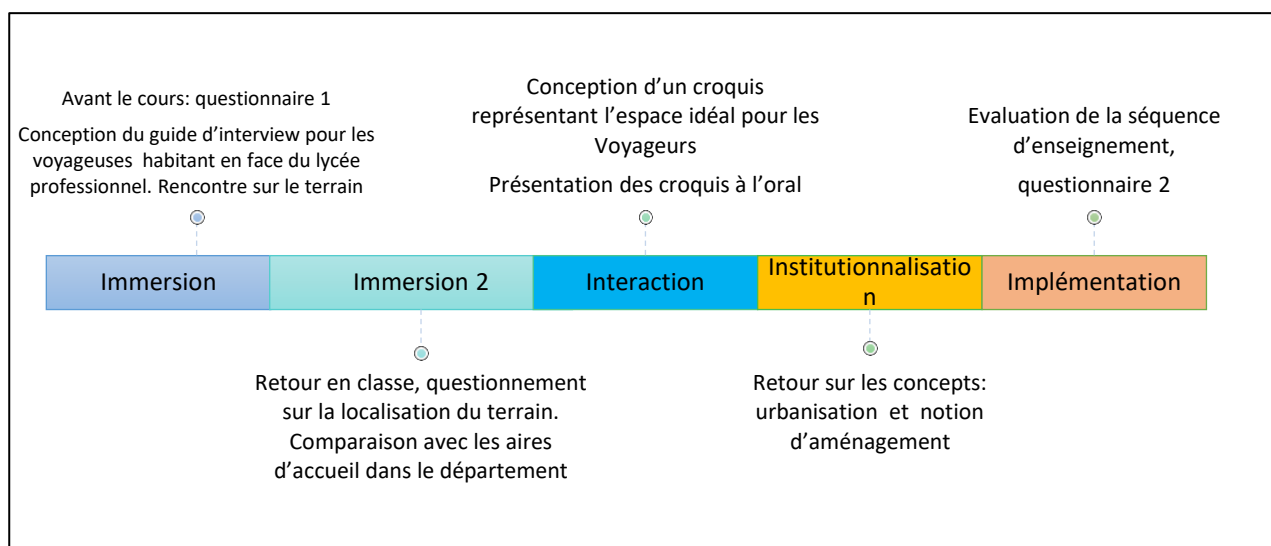 Avant le cours: questionnaire 1
Conception du guide d’interview pour les
voyageuses habitant en face du lycée
professionnel. Rencontre sur le terrain
Conception d’un croquis
représentant l’espace idéal pour les
Voyageurs
Présentation des croquis à l’oral
Evaluation de la séquence
d’enseignement,
questionnaire 2
Immersion
Immersion 2
Interaction
Institutionnalisatio
n
Implémentation
Retour en classe, questionnement
sur la localisation du terrain.
Comparaison avec les aires
d’accueil dans le département
Retour sur les concepts:
urbanisation et notion
d’aménagement